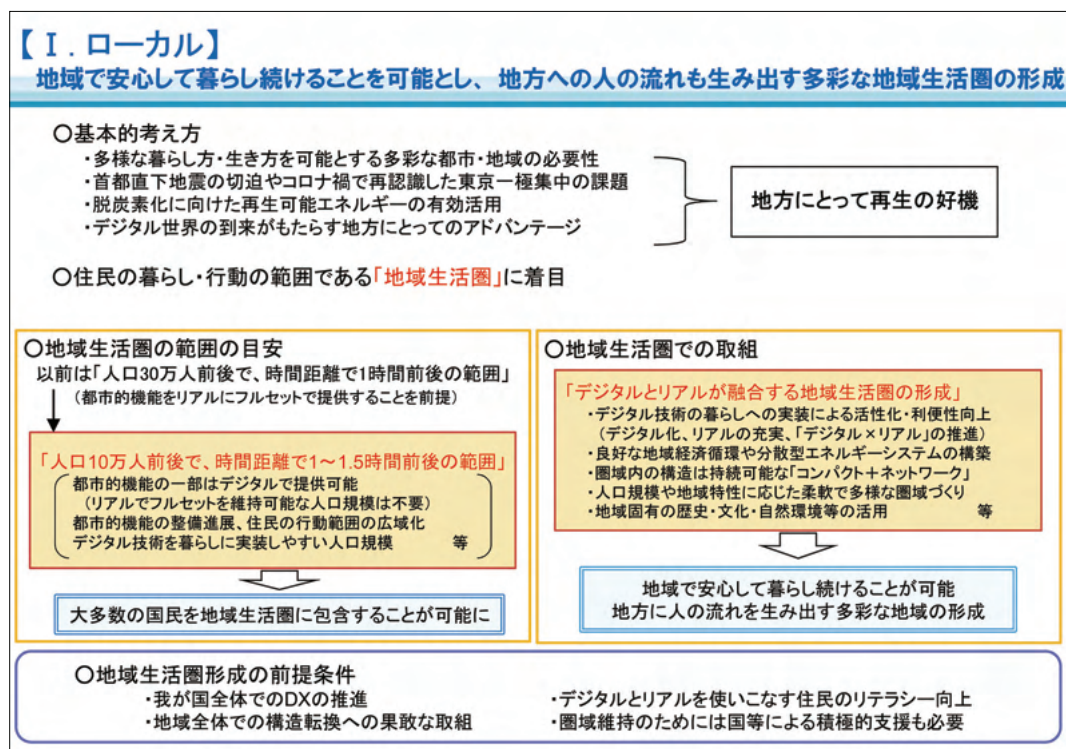 【Ⅰ.ローカル】
地域で安心して暮らし続けることを可能とし、地方への人の流れも生み出す多彩な地域生活圏の形成
〇基本的考え方
・多様な暮らし方・生き方を可能とする多彩な都市・地域の必要性
・首都直下地震の切迫やコロナ禍で再認識した東京一極集中の課題
・脱炭素化に向けた再生可能エネルギーの有効活用
・デジタル世界の到来がもたらす地方にとってのアドバンテージ
地方にとって再生の好機
〇住民の暮らし・行動の範囲である「地域生活圏」に着目
〇地域生活圏の範囲の目安
以前は「人口30万人前後で、時間距離で1時間前後の範囲」
(都市的機能をリアルにフルセットで提供することを前提)
「人口10万人前後で、時間距離で1～1.5時間前後の範囲」
都市的機能の一部はデジタルで提供可能
(リアルでフルセットを維持可能な人口規模は不要)
都市的機能の整備進展、住民の行動範囲の広域化
デジタル技術を暮らしに実装しやすい人口規模 等
大多数の国民を地域生活圏に包含することが可能に
〇地域生活圏での取組
「デジタルとリアルが融合する地域生活圏の形成」
・デジタル技術の暮らしへの実装による活性化・利便性向上
(デジタル化、リアルの充実、「デジタル×リアル」の推進)
・良好な地域経済循環や分散型エネルギーシステムの構築
・圏域内の構造は持続可能な「コンパクト＋ネットワーク」
・人口規模や地域特性に応じた柔軟で多様な圏域づくり
・地域固有の歴史・文化・自然環境等の活用 等
地域で安心して暮らし続けることが可能
地方に人の流れを生み出す多彩な地域の形成
〇地域生活圏形成の前提条件
・我が国全体でのDXの推進
・地域全体での構造転換への果敢な取組
・デジタルとリアルを使いこなす住民のリテラシー向上
・圏域維持のためには国等による積極的支援も必要